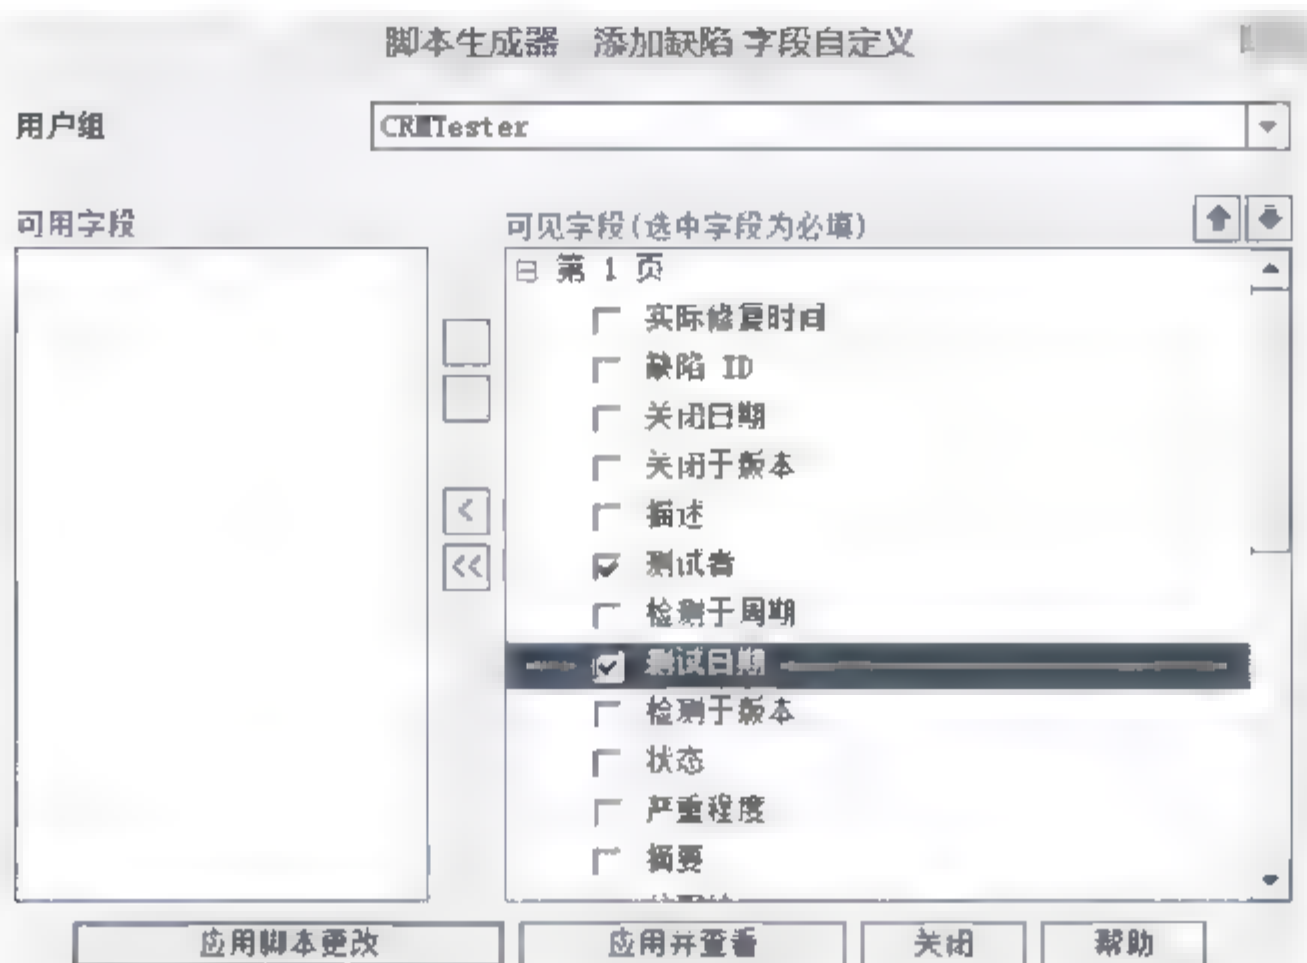 脚本生成器 添加缺陷 字段自定义
用户组
CRMTester
可用字段
可见字段(选中字段为必填)
第 1 页
实际修复时间
缺陷 ID
关闭日期
关闭于版本
描述
测试者
检测于周期
测试日期
检测于版本
状态
严重程度
摘要
<
<<
应用脚本更改
应用并查看
关闭
帮助